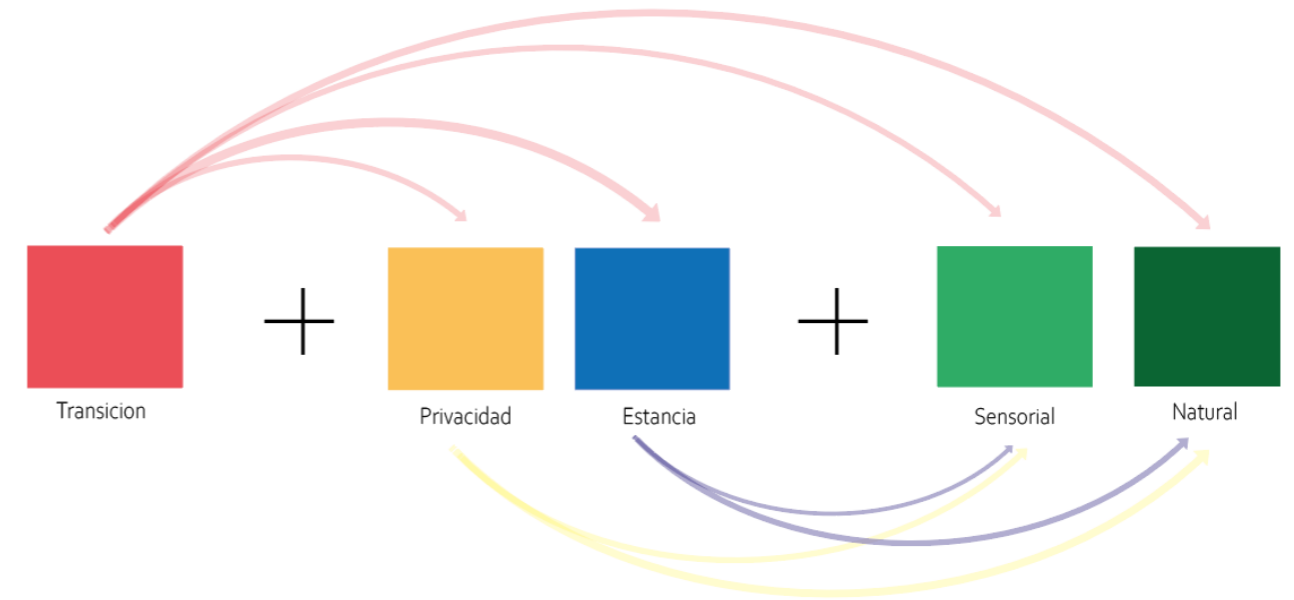 Transicion
Privacidad
Estancia
Sensorial
Natural